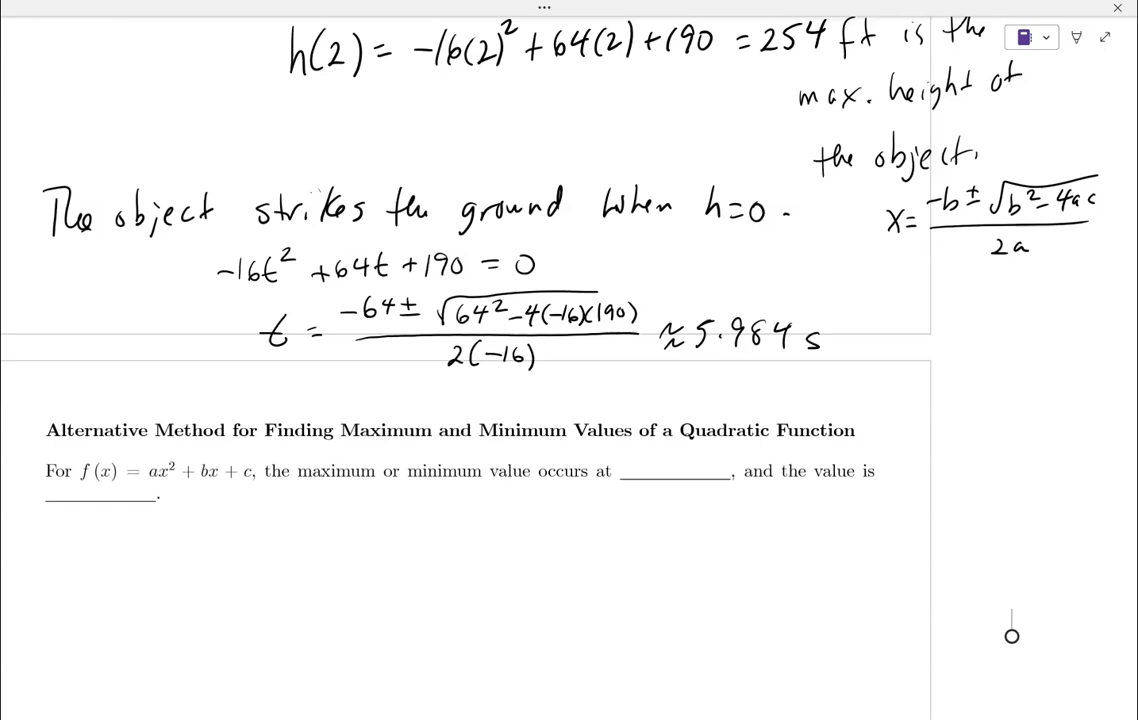 h(2) = -16(2)² + 64(2) + 190 = 254 ft is the
max. height of
the object.
The object strikes the ground when h=0.
x = (-b ± √(b² - 4ac)) / 2a
-16t² + 64t + 190 = 0
t = (-64 ± √(64² - 4(-16)(190))) / 2(-16) ≈ 5.984 s
Alternative Method for Finding Maximum and Minimum Values of a Quadratic Function
For f (x) = ax² + bx + c, the maximum or minimum value occurs at ____________, and the value is
____________.